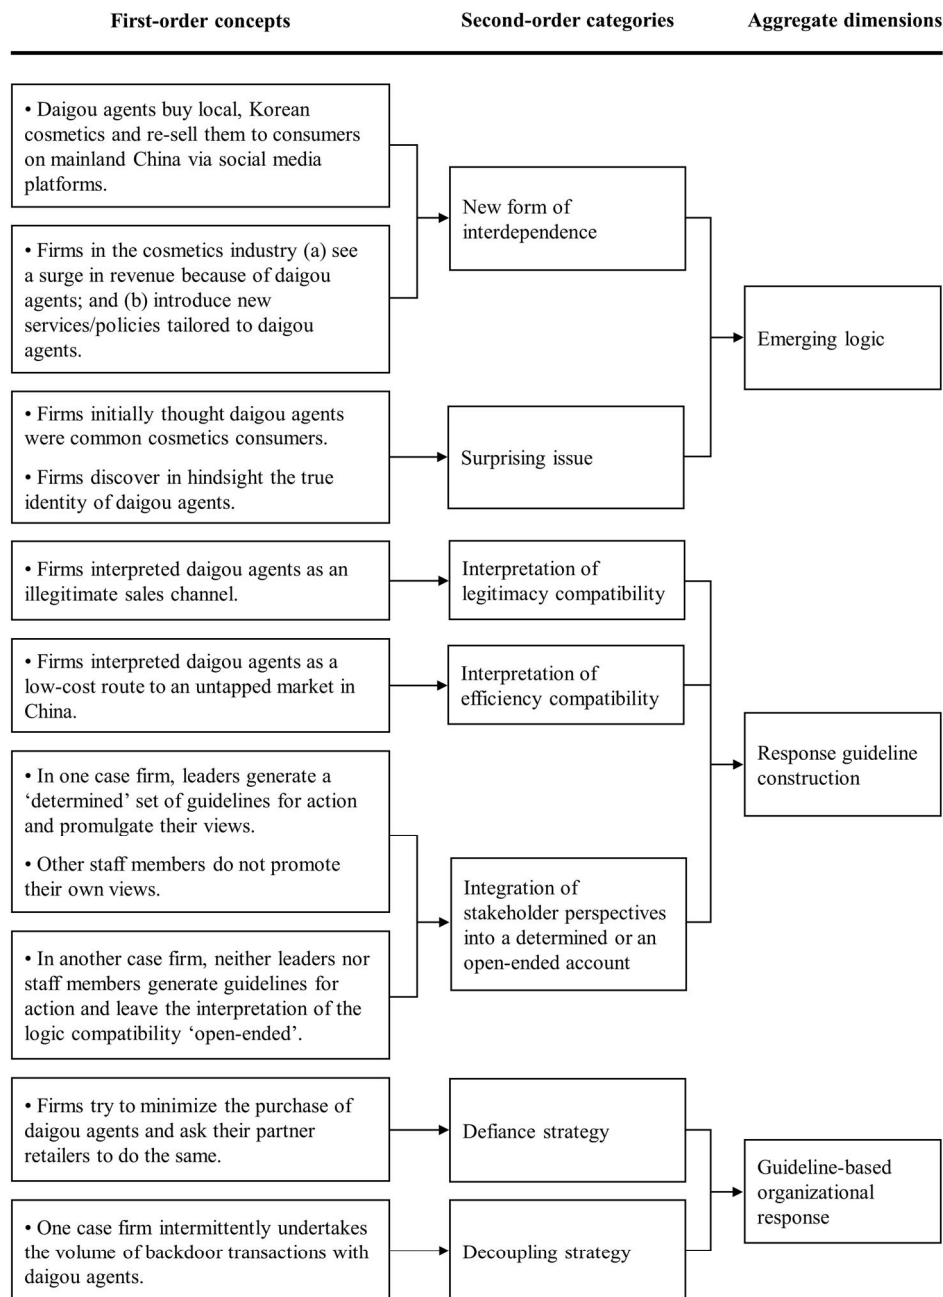 First-order concepts
Second-order categories
Aggregate dimensions
• Daigou agents buy local, Korean
cosmetics and re-sell them to consumers
on mainland China via social media
platforms.
• Firms in the cosmetics industry (a) see
a surge in revenue because of daigou
agents; and (b) introduce new
services/policies tailored to daigou
agents.
New form of
interdependence
• Firms initially thought daigou agents
were common cosmetics consumers.
• Firms discover in hindsight the true
identity of daigou agents.
Surprising issue
Emerging logic
• Firms interpreted daigou agents as an
illegitimate sales channel.
Interpretation of
legitimacy compatibility
• Firms interpreted daigou agents as a
low-cost route to an untapped market in
China.
Interpretation of
efficiency compatibility
• In one case firm, leaders generate a
‘determined’ set of guidelines for action
and promulgate their views.
• Other staff members do not promote
their own views.
• In another case firm, neither leaders nor
staff members generate guidelines for
action and leave the interpretation of the
logic compatibility ‘open-ended’.
Integration of
stakeholder perspectives
into a determined or an
open-ended account
Response guideline
construction
• Firms try to minimize the purchase of
daigou agents and ask their partner
retailers to do the same.
Defiance strategy
• One case firm intermittently undertakes
the volume of backdoor transactions with
daigou agents.
Decoupling strategy
Guideline-based
organizational
response